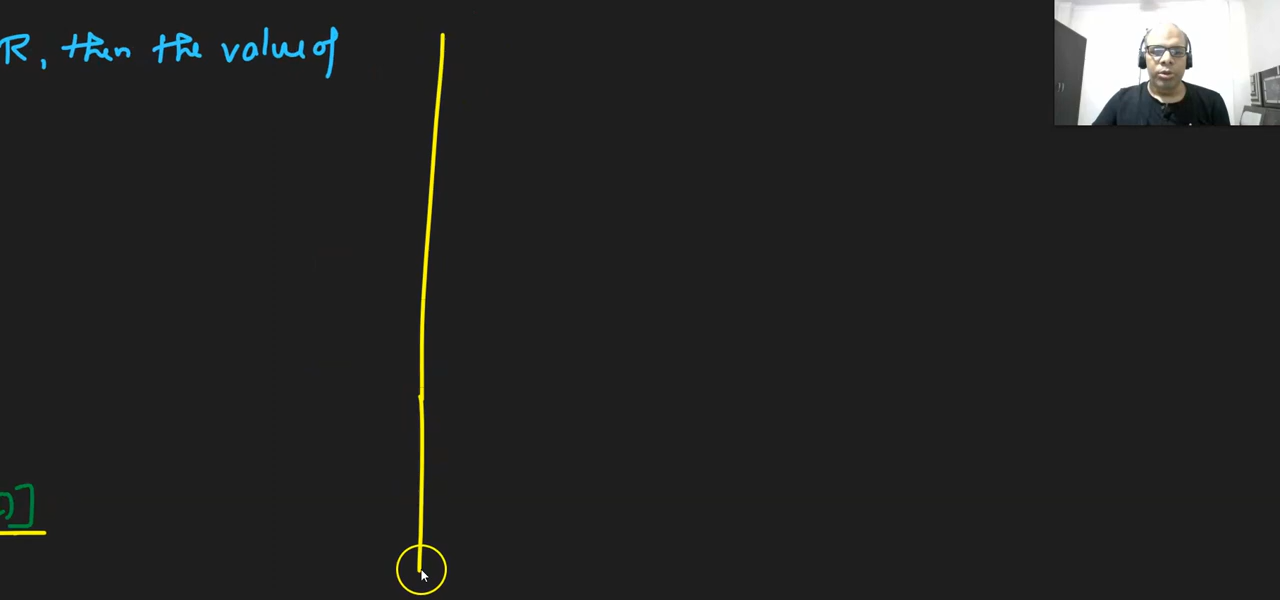 R, then the value of
)]